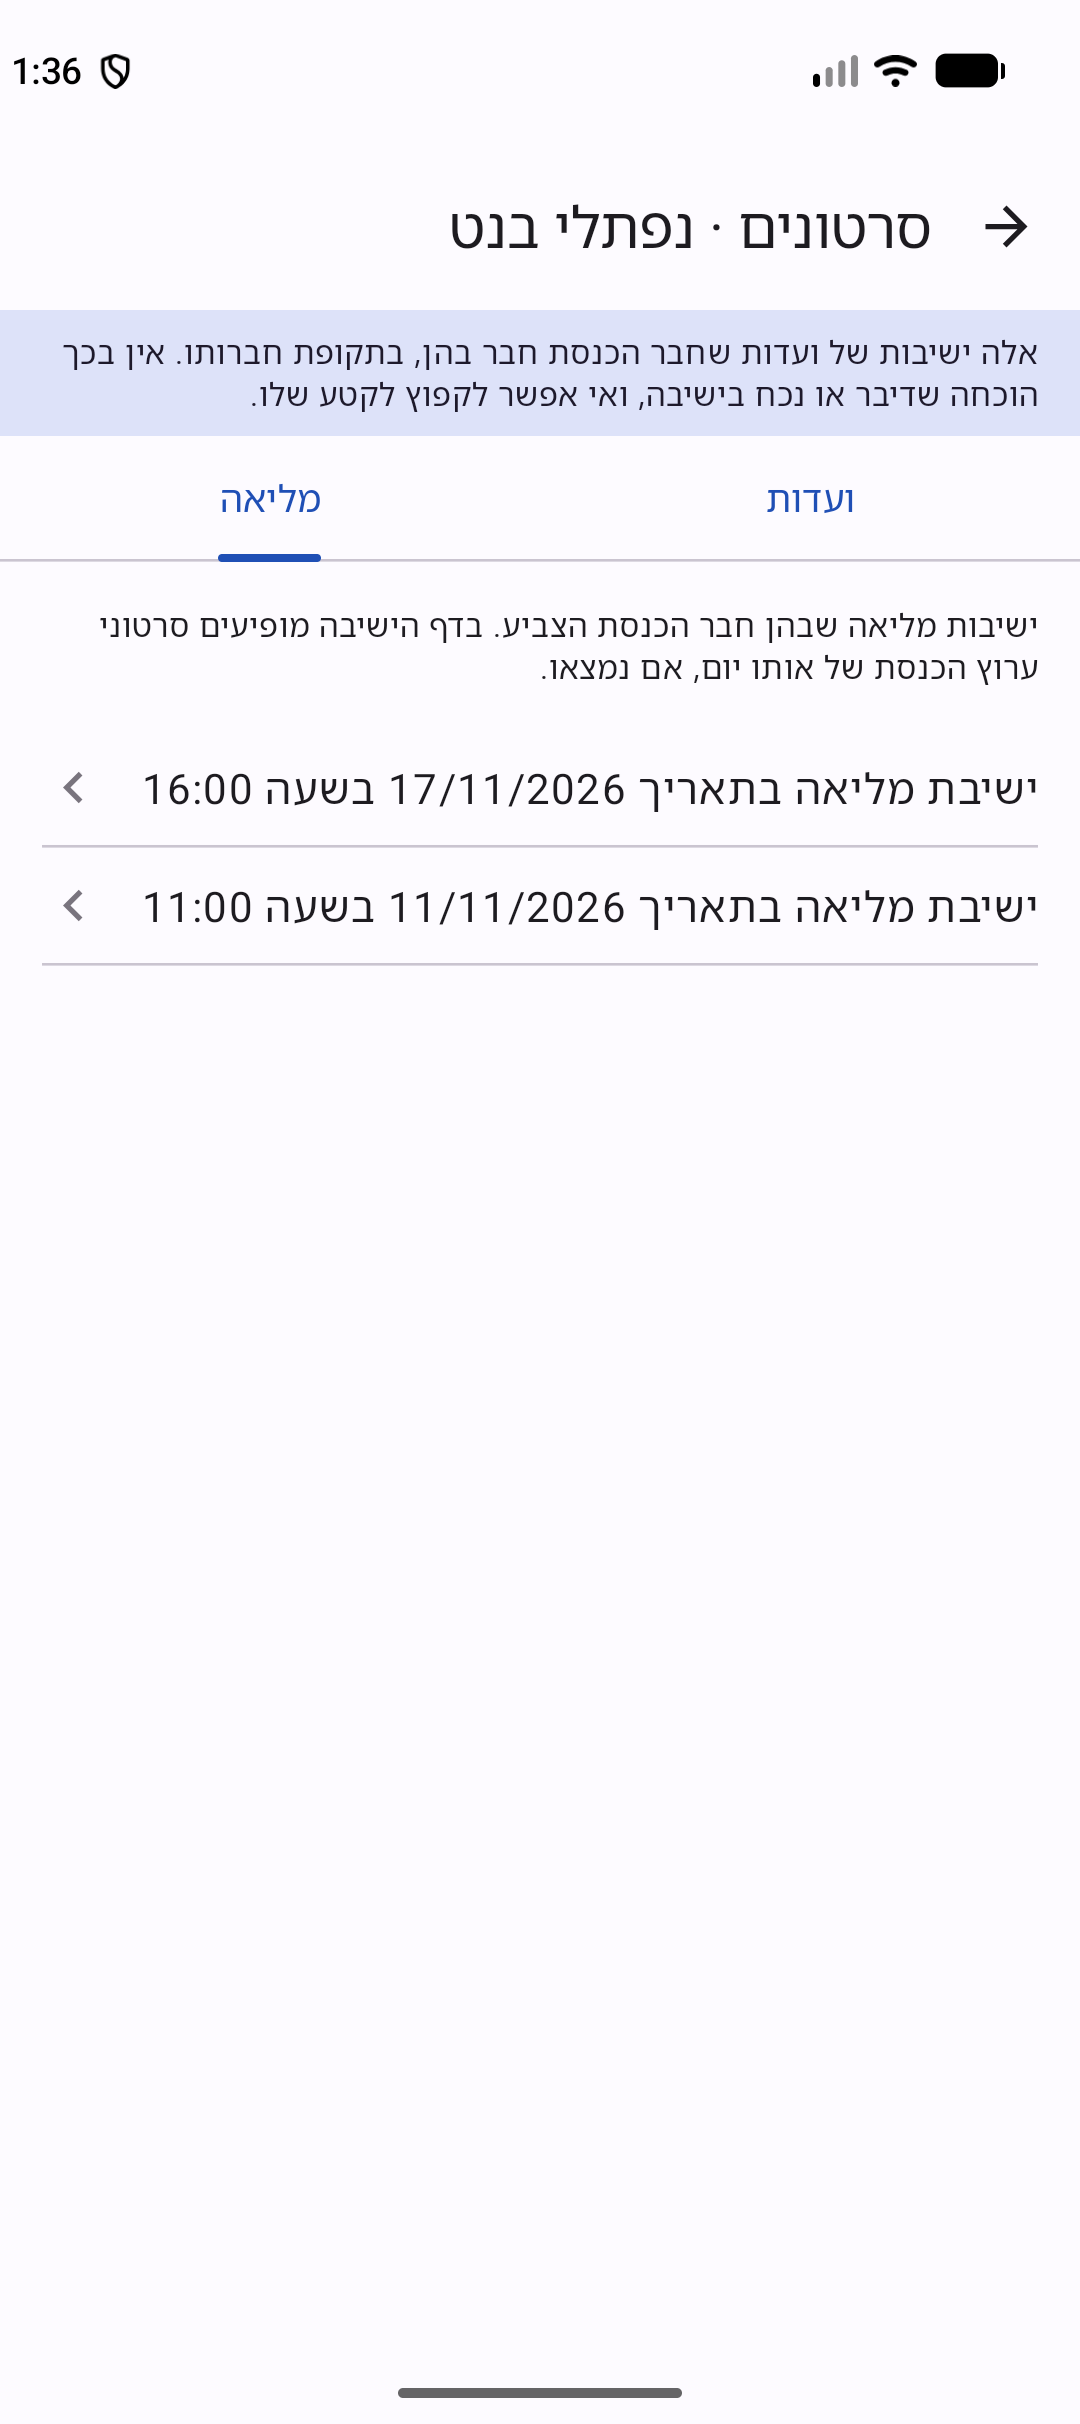 1:36
סרטונים · נפתלי בנט
אלה ישיבות של ועדות שחבר הכנסת חבר בהן, בתקופת חברותו. אין בכך
הוכחה שדיבר או נכח בישיבה, ואי אפשר לקפוץ לקטע שלו.
ועדות
מליאה
ישיבות מליאה שבהן חבר הכנסת הצביע. בדף הישיבה מופיעים סרטוני
ערוץ הכנסת של אותו יום, אם נמצאו.
ישיבת מליאה בתאריך 17/11/2026 בשעה 16:00
ישיבת מליאה בתאריך 11/11/2026 בשעה 11:00